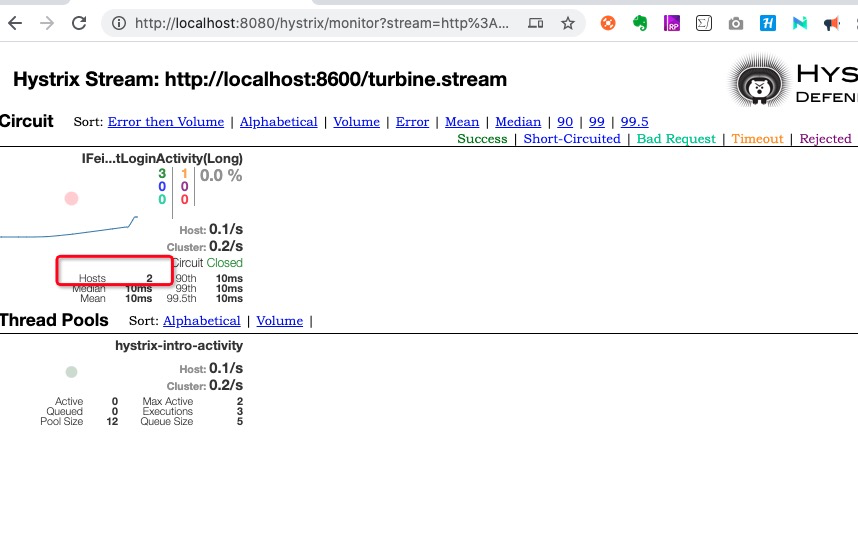 http://localhost:8080/hystrix/monitor?stream=http%3A...
RP
Hystrix Stream: http://localhost:8600/turbine.stream
HYS
DEFEN
Circuit Sort: Error then Volume | Alphabetical | Volume | Error | Mean | Median | 90 | 99 | 99.5
Success | Short-Circuited | Bad Request | Timeout | Rejected
IFei...tLoginActivity(Long)
3 1 0.0 %
0 0
0 0
Host: 0.1/s
Cluster: 0.2/s
Circuit Closed
Hosts 2 90th 10ms
Median 10ms 99th 10ms
Mean 10ms 99.5th 10ms
Thread Pools Sort: Alphabetical | Volume |
hystrix-intro-activity
Host: 0.1/s
Cluster: 0.2/s
Active 0 Max Active 2
Queued 0 Executions 3
Pool Size 12 Queue Size 5